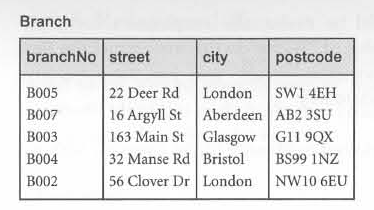 Branch
branchNo street city postcode
B005 22 Deer Rd London SW1 4EH
B007 16 Argyll St Aberdeen AB2 3SU
B003 163 Main St Glasgow G11 9QX
B004 32 Manse Rd Bristol BS99 1NZ
B002 56 Clover Dr London NW10 6EU